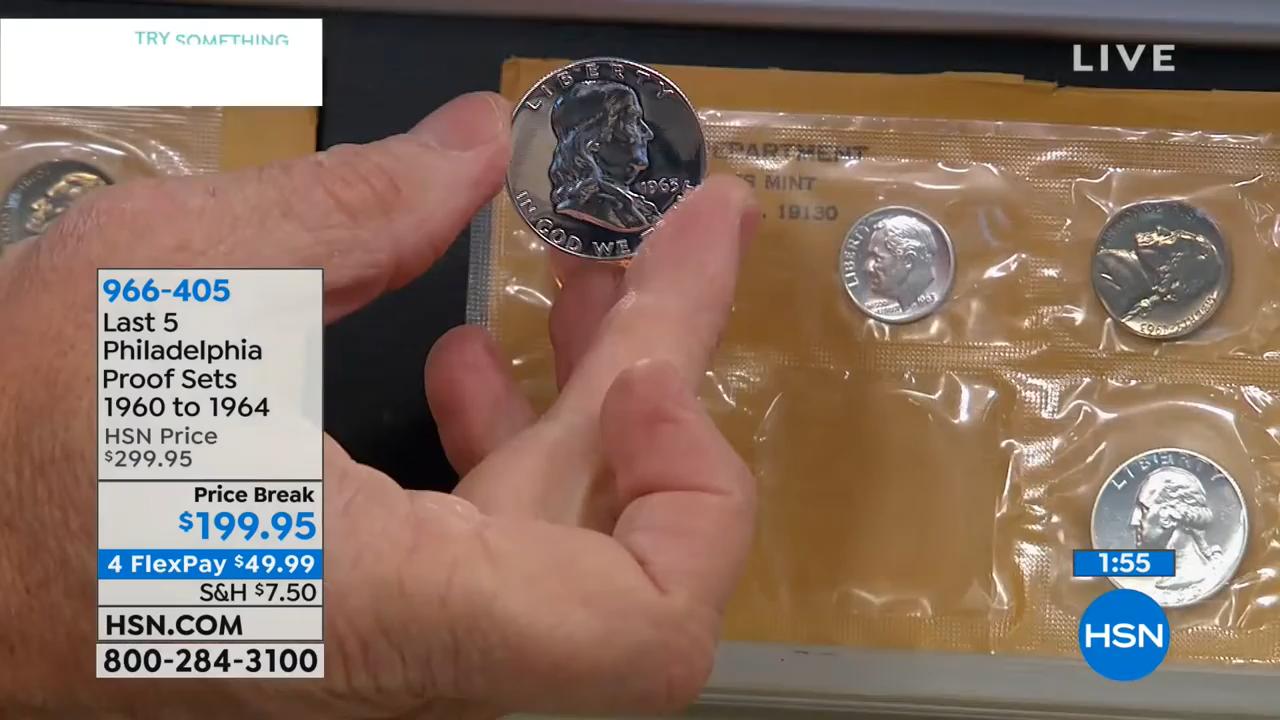 TRY SOMETHING
LIVE
LIBERTY
1963
IN GOD WE
DEPARTMENT
MINT
19130
LIBERTY
1963
966-405
Last 5
Philadelphia
Proof Sets
1960 to 1964
HSN Price
$299.95
Price Break
$199.95
4 FlexPay $49.99
S&H $7.50
HSN.COM
800-284-3100
LIBERTY
1:55
HSN